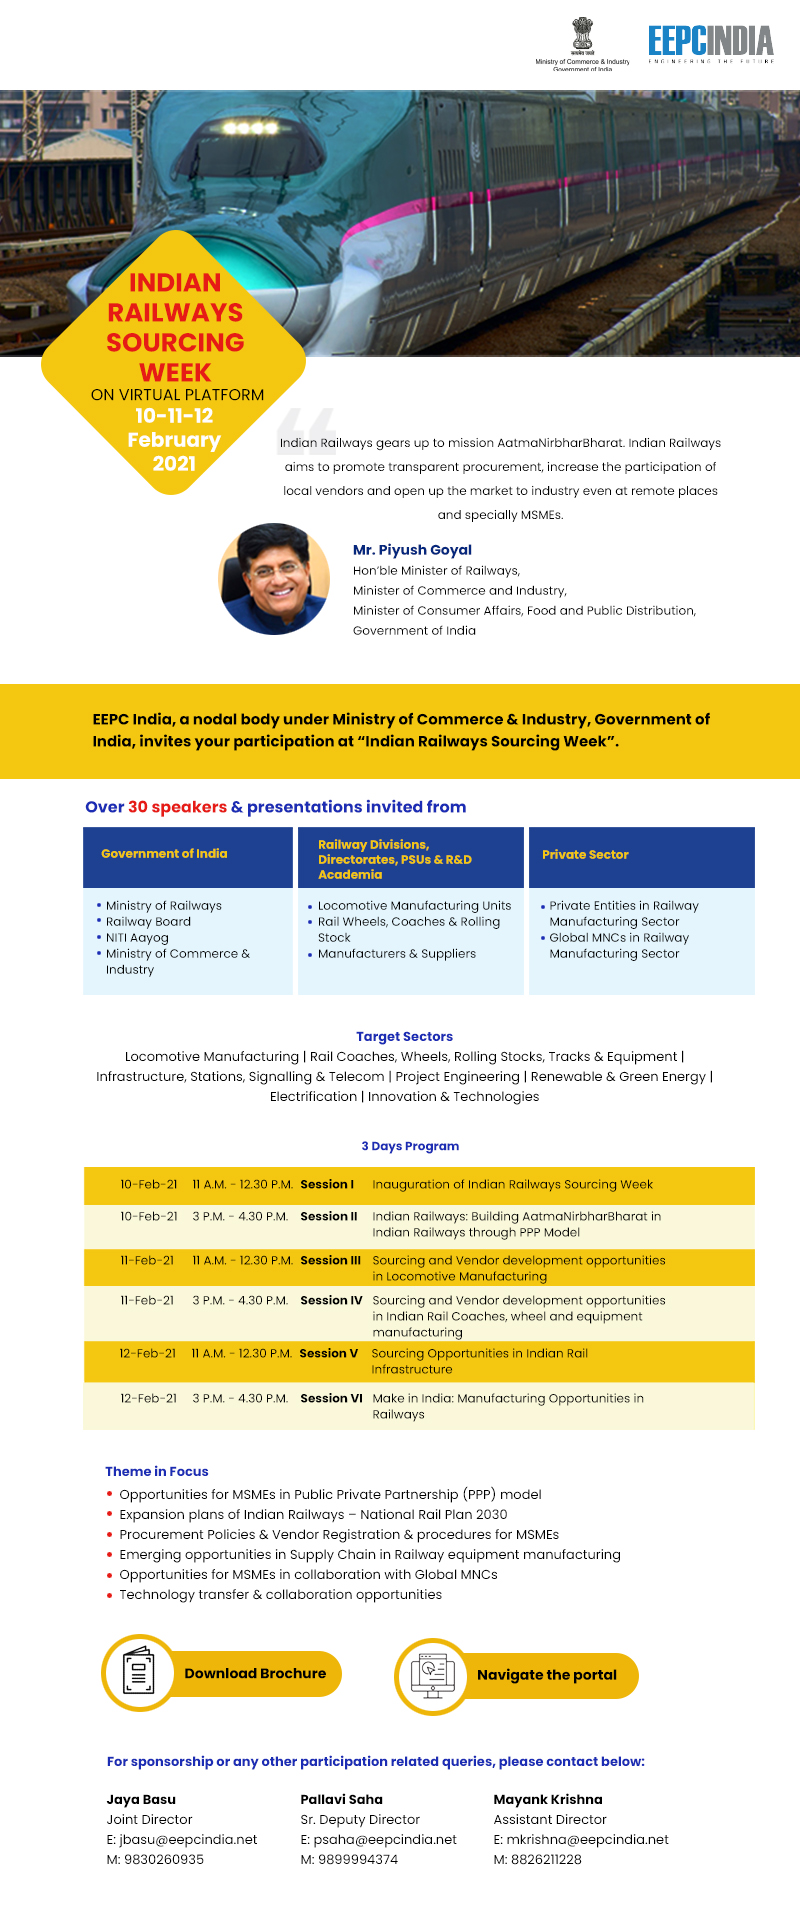 सत्यमेव जयते
Ministry of Commerce & Industry
Government of India
EEPCINDIA
ENGINEERING THE FUTURE
INDIAN
RAILWAYS
SOURCING
WEEK
ON VIRTUAL PLATFORM
10-11-12
February
2021
Indian Railways gears up to mission AatmaNirbharBharat. Indian Railways
aims to promote transparent procurement, increase the participation of
local vendors and open up the market to industry even at remote places
and specially MSMEs.
Mr. Piyush Goyal
Hon'ble Minister of Railways,
Minister of Commerce and Industry,
Minister of Consumer Affairs, Food and Public Distribution,
Government of India
EEPC India, a nodal body under Ministry of Commerce & Industry, Government of
India, invites your participation at “Indian Railways Sourcing Week”.
Over 30 speakers & presentations invited from
Government of India
• Ministry of Railways
• Railway Board
• NITI Aayog
• Ministry of Commerce &
Industry
Railway Divisions,
Directorates, PSUs & R&D
Academia
• Locomotive Manufacturing Units
• Rail Wheels, Coaches & Rolling
Stock
• Manufacturers & Suppliers
Private Sector
• Private Entities in Railway
Manufacturing Sector
• Global MNCs in Railway
Manufacturing Sector
Target Sectors
Locomotive Manufacturing | Rail Coaches, Wheels, Rolling Stocks, Tracks & Equipment |
Infrastructure, Stations, Signalling & Telecom | Project Engineering | Renewable & Green Energy |
Electrification | Innovation & Technologies
3 Days Program
10-Feb-21 11 A.M. - 12.30 P.M. Session I Inauguration of Indian Railways Sourcing Week
10-Feb-21 3 P.M. - 4.30 P.M. Session II Indian Railways: Building AatmaNirbharBharat in
Indian Railways through PPP Model
11-Feb-21 11 A.M. - 12.30 P.M. Session III Sourcing and Vendor development opportunities
in Locomotive Manufacturing
11-Feb-21 3 P.M. - 4.30 P.M. Session IV Sourcing and Vendor development opportunities
in Indian Rail Coaches, wheel and equipment
manufacturing
12-Feb-21 11 A.M. - 12.30 P.M. Session V Sourcing Opportunities in Indian Rail
Infrastructure
12-Feb-21 3 P.M. - 4.30 P.M. Session VI Make in India: Manufacturing Opportunities in
Railways
Theme in Focus
• Opportunities for MSMEs in Public Private Partnership (PPP) model
• Expansion plans of Indian Railways – National Rail Plan 2030
• Procurement Policies & Vendor Registration & procedures for MSMEs
• Emerging opportunities in Supply Chain in Railway equipment manufacturing
• Opportunities for MSMEs in collaboration with Global MNCs
• Technology transfer & collaboration opportunities
Download Brochure
Navigate the portal
For sponsorship or any other participation related queries, please contact below:
Jaya Basu
Joint Director
E: jbasu@eepcindia.net
M: 9830260935
Pallavi Saha
Sr. Deputy Director
E: psaha@eepcindia.net
M: 9899994374
Mayank Krishna
Assistant Director
E: mkrishna@eepcindia.net
M: 8826211228